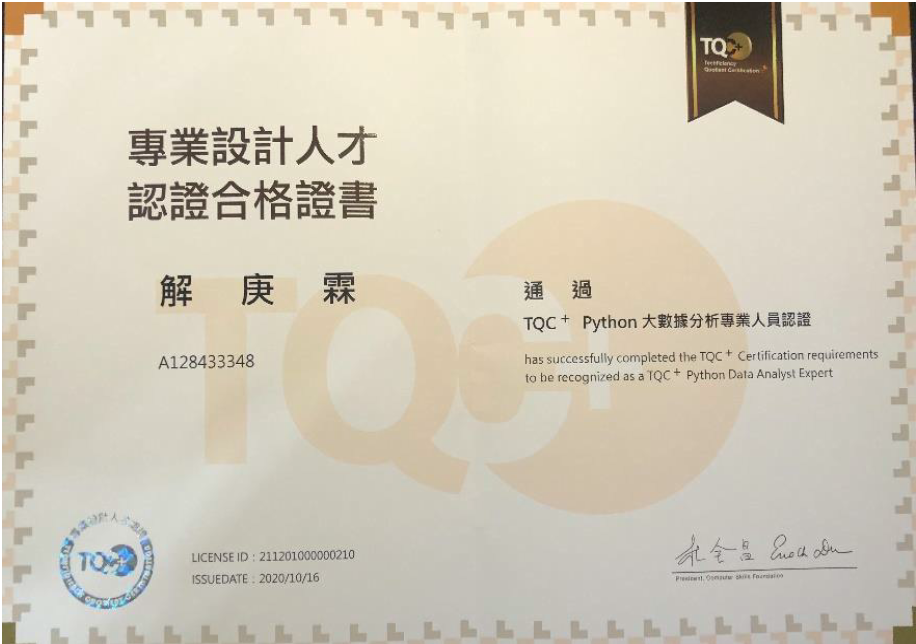 TQC+
Techficiency
Quotient Certification
專業設計人才
認證合格證書
解 庚 霖
A128433348
通 過
TQC+ Python 大數據分析專業人員認證
has successfully completed the TQC+ Certification requirements
to be recognized as a TQC+ Python Data Analyst Expert
TQC+
LICENSE ID : 211201000000210
ISSUEDATE : 2020/10/16
President, Computer Skills Foundation